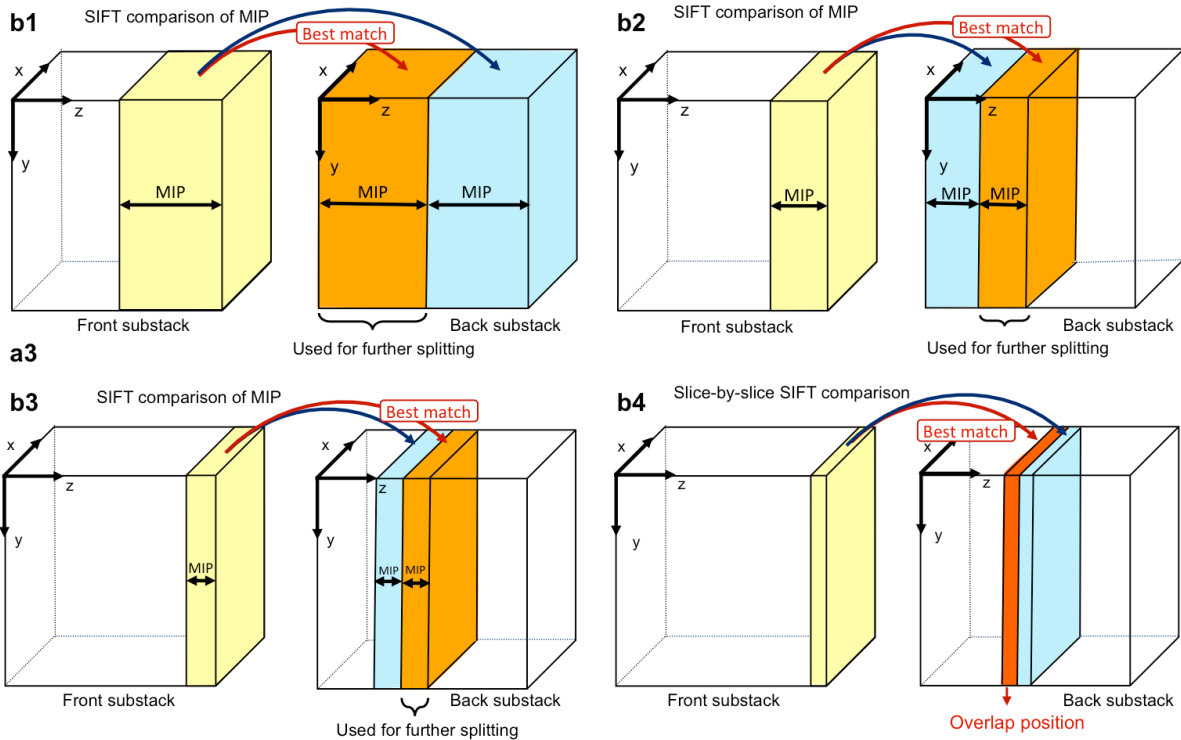 b1
SIFT comparison of MIP
Best match
x
z
y
MIP
Front substack
x
z
y
MIP
MIP
Back substack
Used for further splitting
b2
SIFT comparison of MIP
Best match
x
z
y
MIP
Front substack
x
z
y
MIP
MIP
Back substack
Used for further splitting
a3
b3
SIFT comparison of MIP
Best match
x
z
y
MIP
Front substack
x
z
y
MIP
MIP
Back substack
Used for further splitting
b4
Slice-by-slice SIFT comparison
Best match
x
z
y
Front substack
x
z
y
Back substack
Overlap position